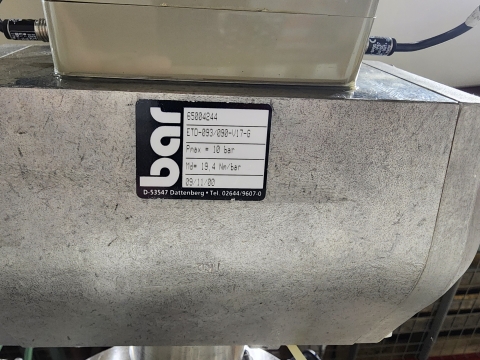 bar
65004244
ETD-093/090-V17-G
Pmax = 10 bar
Md= 19.4 Nm/bar
09/11/00
D-53547 Dattenberg • Tel. 02644/9607-0